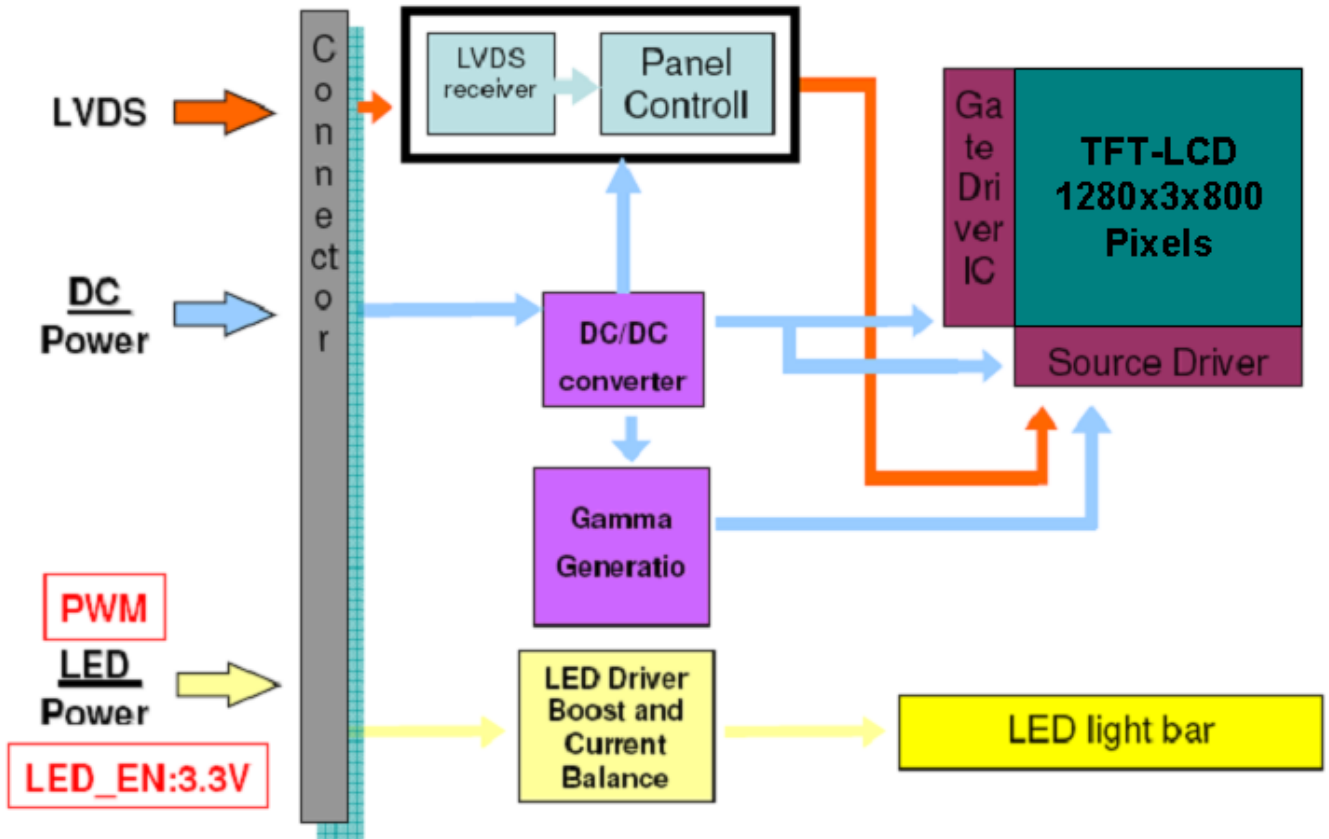 LVDS
DC
Power
PWM
LED
Power
LED_EN:3.3V
C
o
n
n
e
ct
o
r
LVDS
receiver
Panel
Controll
DC/DC
converter
Gamma
Generatio
LED Driver
Boost and
Current
Balance
Ga
te
Dri
ver
IC
TFT-LCD
1280x3x800
Pixels
Source Driver
LED light bar